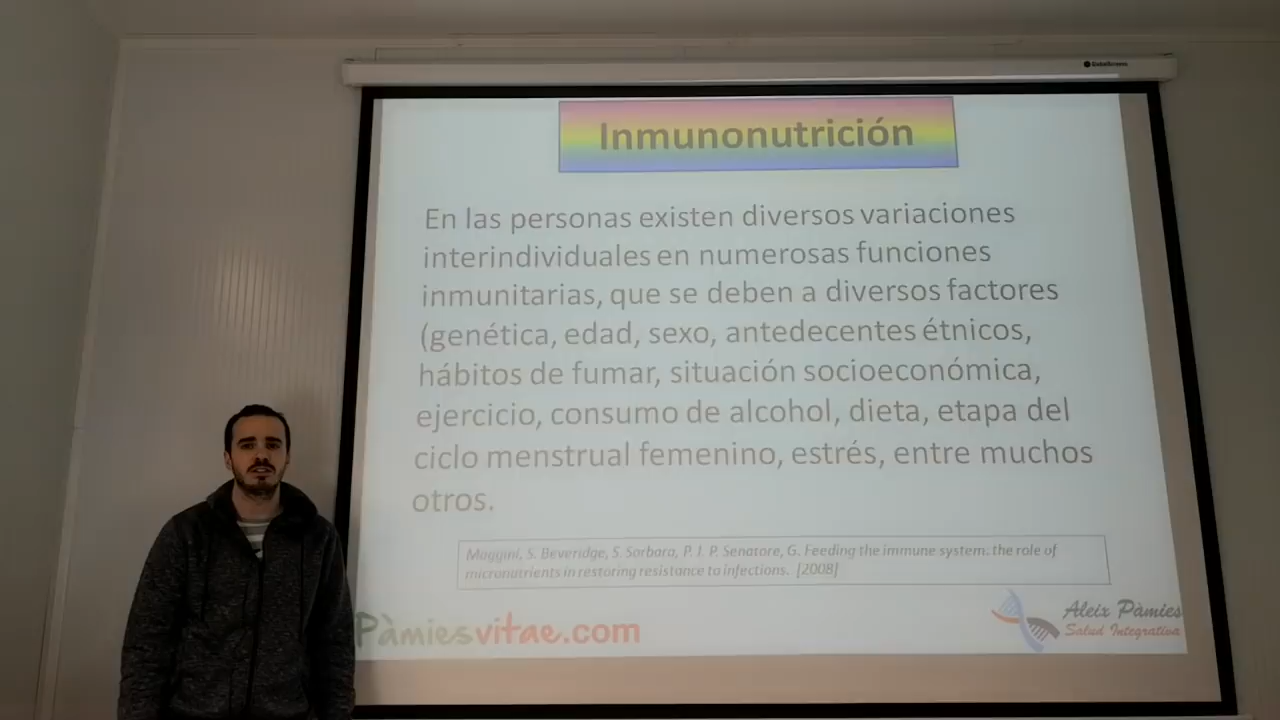 Inmunonutrición
En las personas existen diversos variaciones
interindividuales en numerosas funciones
inmunitarias, que se deben a diversos factores
(genética, edad, sexo, antedecentes étnicos,
hábitos de fumar, situación socioeconómica,
ejercicio, consumo de alcohol, dieta, etapa del
ciclo menstrual femenino, estrés, entre muchos
otros.
Maggini, S. Beveridge, S. Sorbara, P. J. P. Senatore, G. Feeding the immune system: the role of
micronutrients in restoring resistance to infections. [2008]
Pàmiesvitae.com
Aleix Pàmies
Salud Integrativa